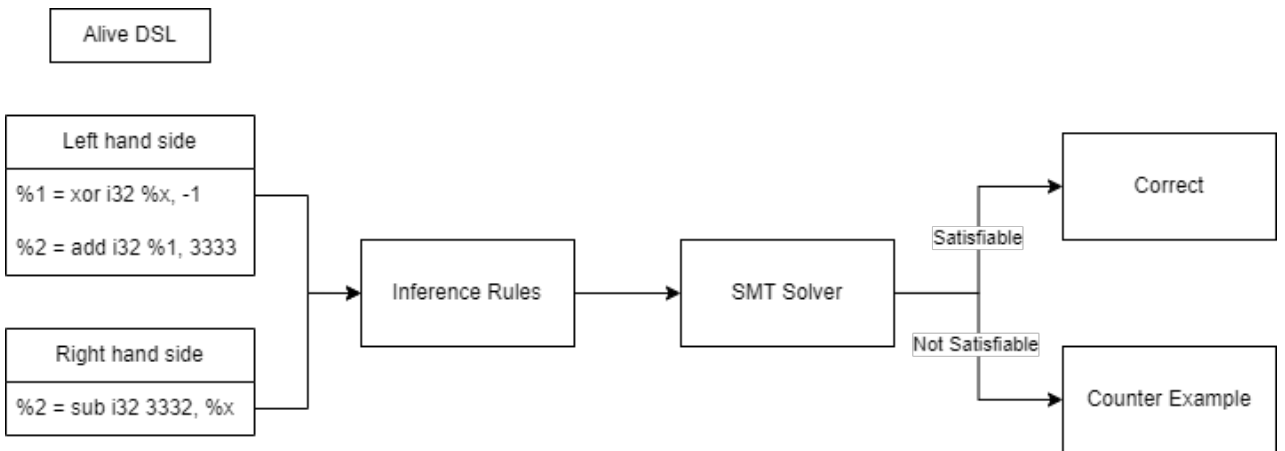 Alive DSL
Left hand side
%1 = xor i32 %x, -1
%2 = add i32 %1, 3333
Right hand side
%2 = sub i32 3332, %x
Inference Rules
SMT Solver
Satisfiable
Not Satisfiable
Correct
Counter Example